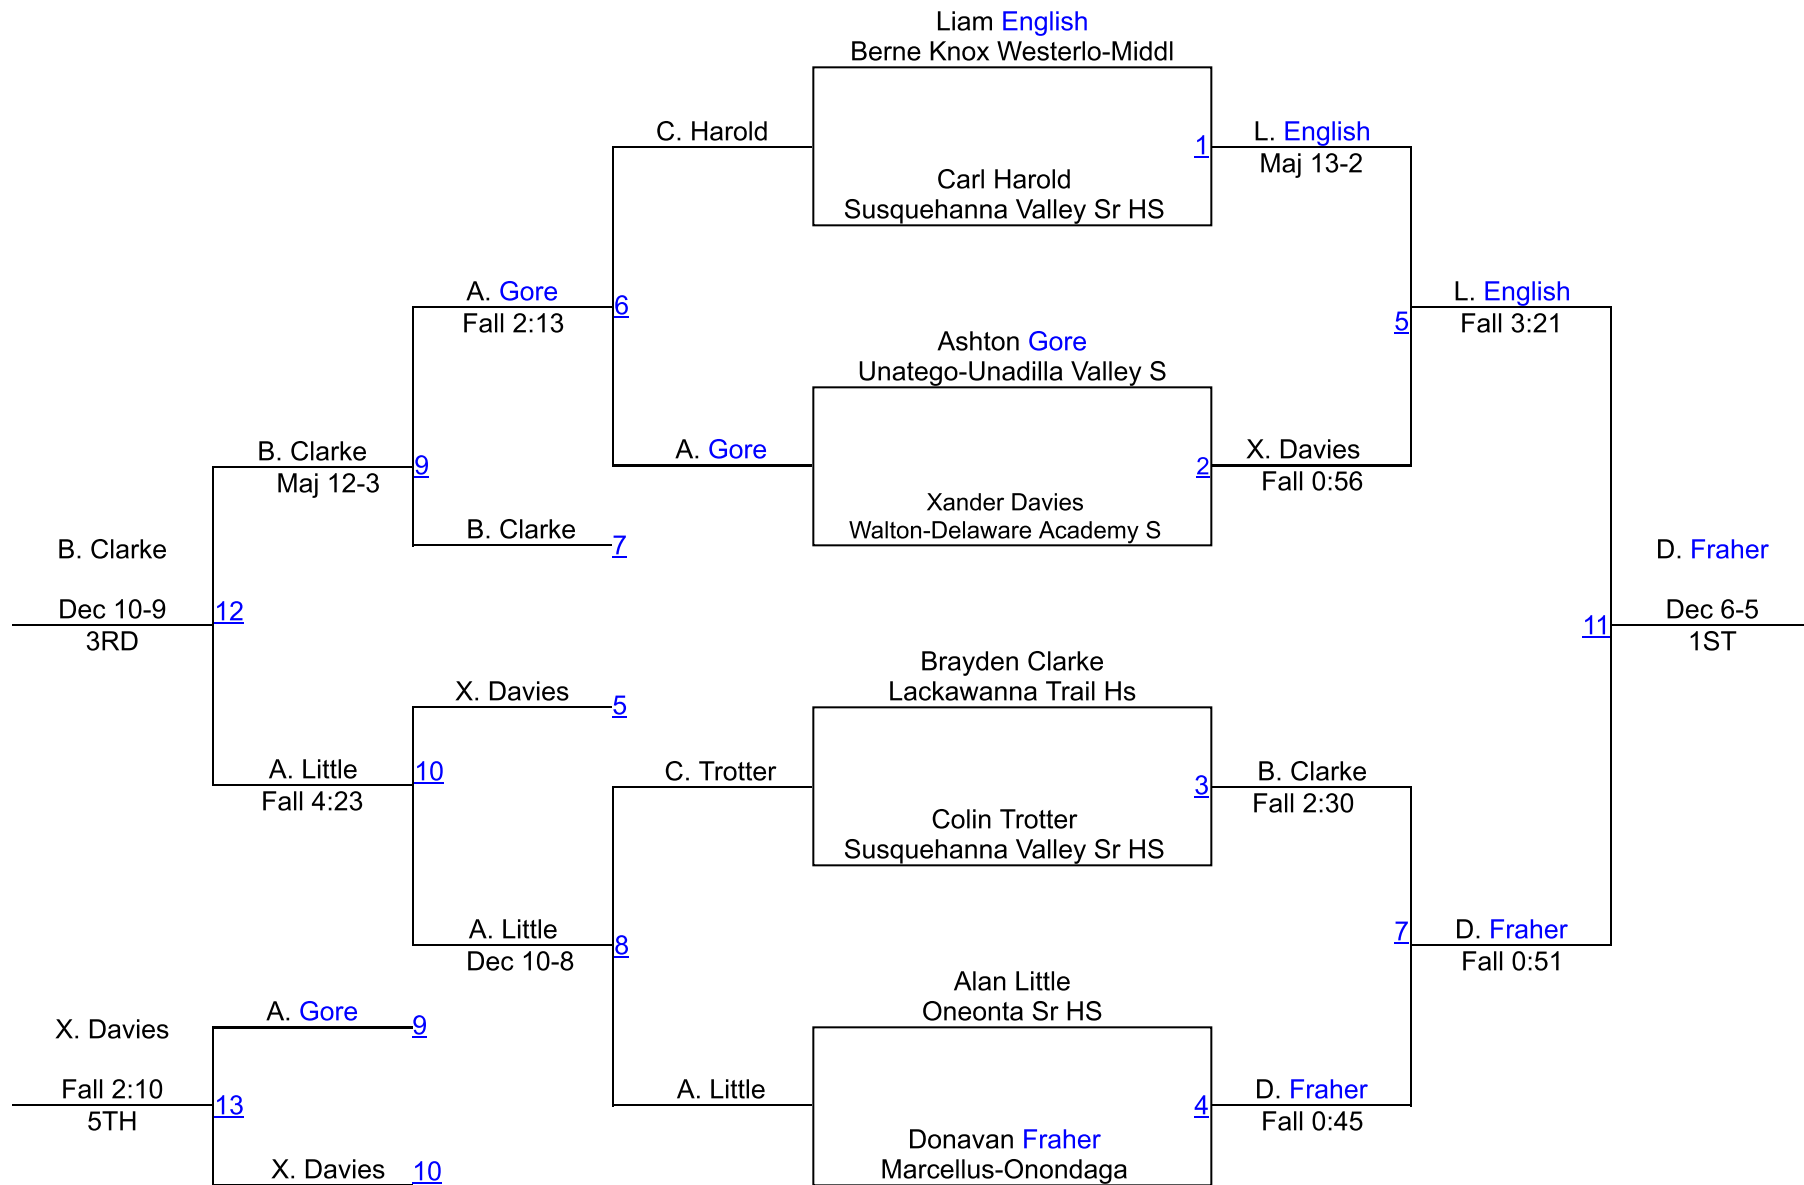 Liam English
Berne Knox Westerlo-Middl
C. Harold
1
L. English
Maj 13-2
Carl Harold
Susquehanna Valley Sr HS
A. Gore
Fall 2:13
6
5
L. English
Fall 3:21
Ashton Gore
Unatego-Unadilla Valley S
B. Clarke
Maj 12-3
9
A. Gore
2
X. Davies
Fall 0:56
Xander Davies
Walton-Delaware Academy S
B. Clarke
7
B. Clarke
Dec 10-9
3RD
12
D. Fraher
11
Dec 6-5
1ST
Brayden Clarke
Lackawanna Trail Hs
X. Davies
5
A. Little
Fall 4:23
10
C. Trotter
3
B. Clarke
Fall 2:30
Colin Trotter
Susquehanna Valley Sr HS
A. Little
Dec 10-8
8
7
D. Fraher
Fall 0:51
Alan Little
Oneonta Sr HS
A. Gore
9
X. Davies
Fall 2:10
5TH
13
A. Little
4
D. Fraher
Fall 0:45
Donavan Fraher
Marcellus-Onondaga
X. Davies
10